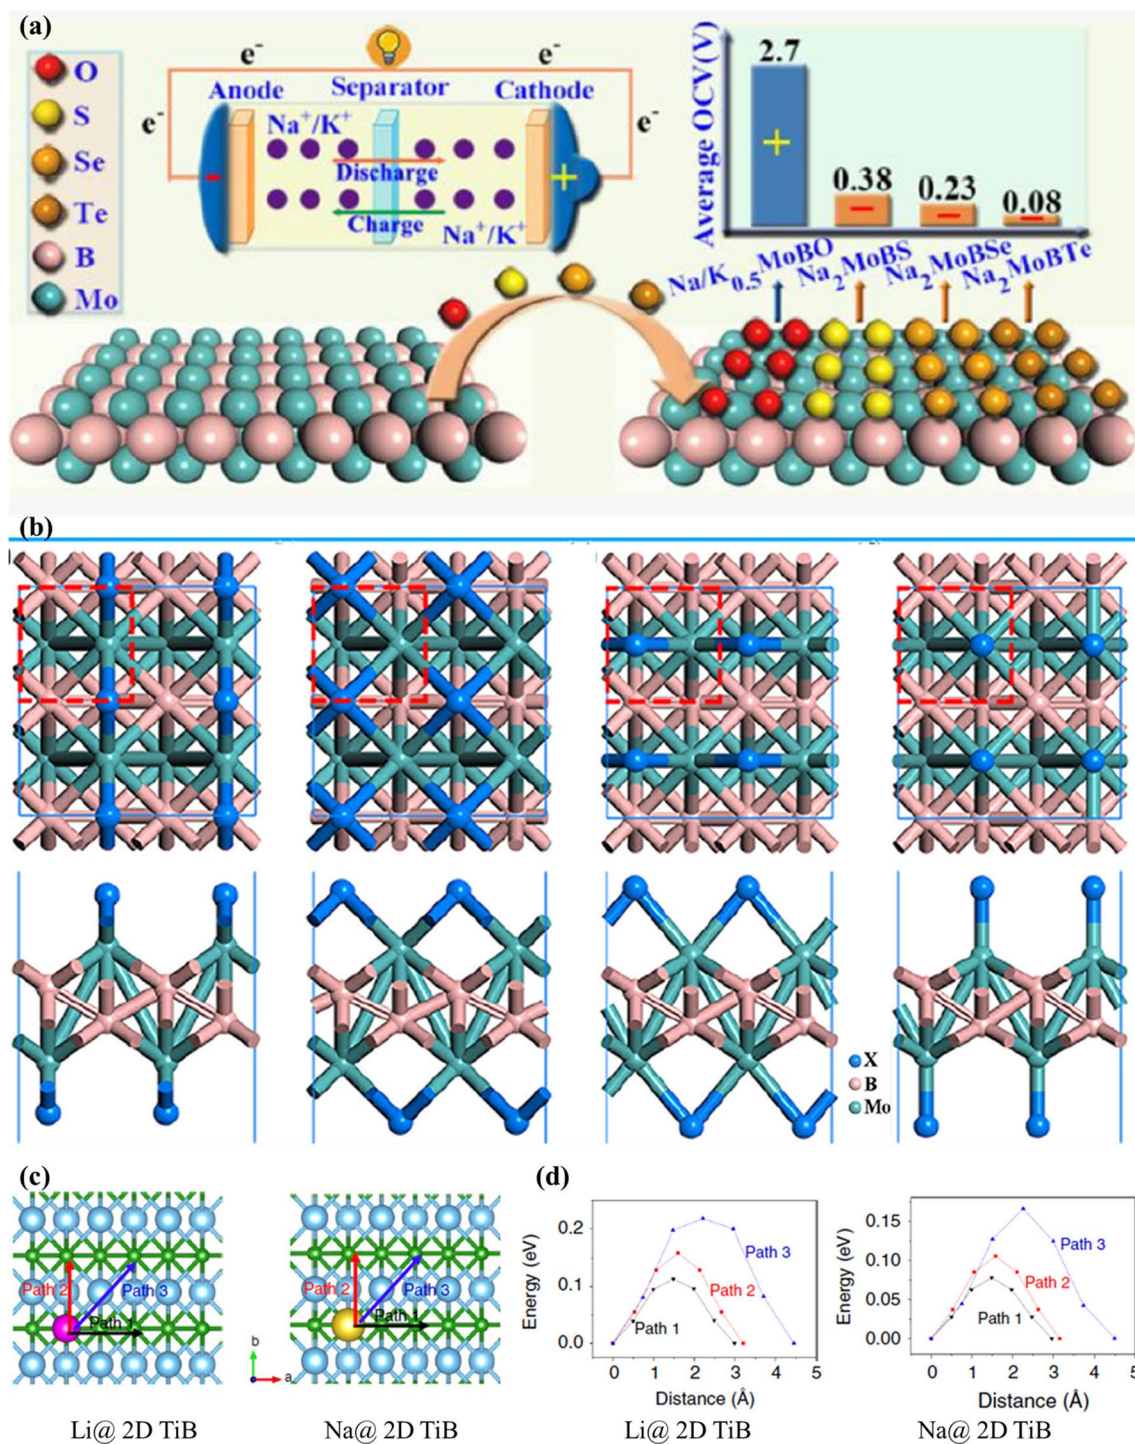 (a)
O
S
Se
Te
B
Mo
e-
e-
e-
e-
Anode
Separator
Cathode
Na+/K+
Discharge
Charge
Na+/K+
-
+
Average OCV(V)
2.7
0.38
0.23
0.08
+
-
-
-
Na/K0.5MoBO
Na2MoBS
Na2MoBSe
Na2MoBTe
(b)
X
B
Mo
(c)
Path 2
Path 3
Path 1
Path 2
Path 3
Path 1
b
a
Li@ 2D TiB
Na@ 2D TiB
(d)
Energy (eV)
0.2
0.1
0.0
Path 3
Path 2
Path 1
0 1 2 3 4 5
Distance (Å)
Li@ 2D TiB
Energy (eV)
0.15
0.10
0.05
0.00
Path 3
Path 2
Path 1
0 1 2 3 4 5
Distance (Å)
Na@ 2D TiB